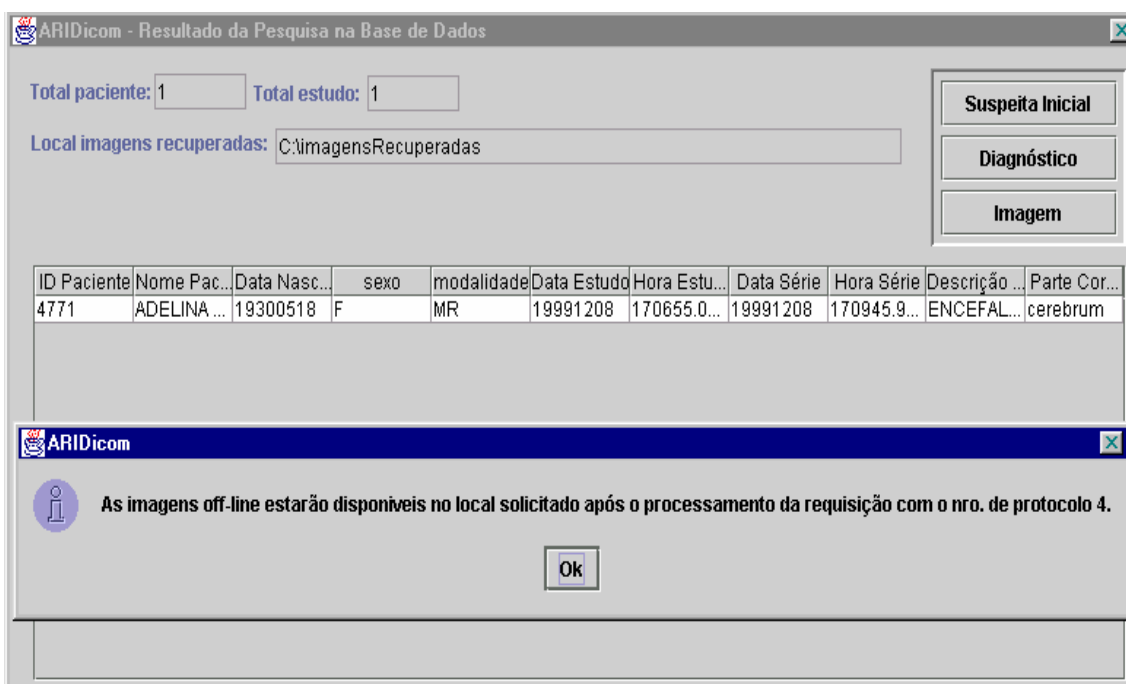 ARIDicom - Resultado da Pesquisa na Base de Dados
Total paciente: 1 Total estudo: 1
Suspeita Inicial
Local imagens recuperadas: C:\imagensRecuperadas
Diagnóstico
Imagem
ID Paciente Nome Pac... Data Nasc... sexo modalidade Data Estudo Hora Estu... Data Série Hora Série Descrição ... Parte Cor...
4771 ADELINA ... 19300518 F MR 19991208 170655.0... 19991208 170945.9... ENCEFAL... cerebrum
ARIDicom
As imagens off-line estarão disponiveis no local solicitado após o processamento da requisição com o nro. de protocolo 4.
Ok